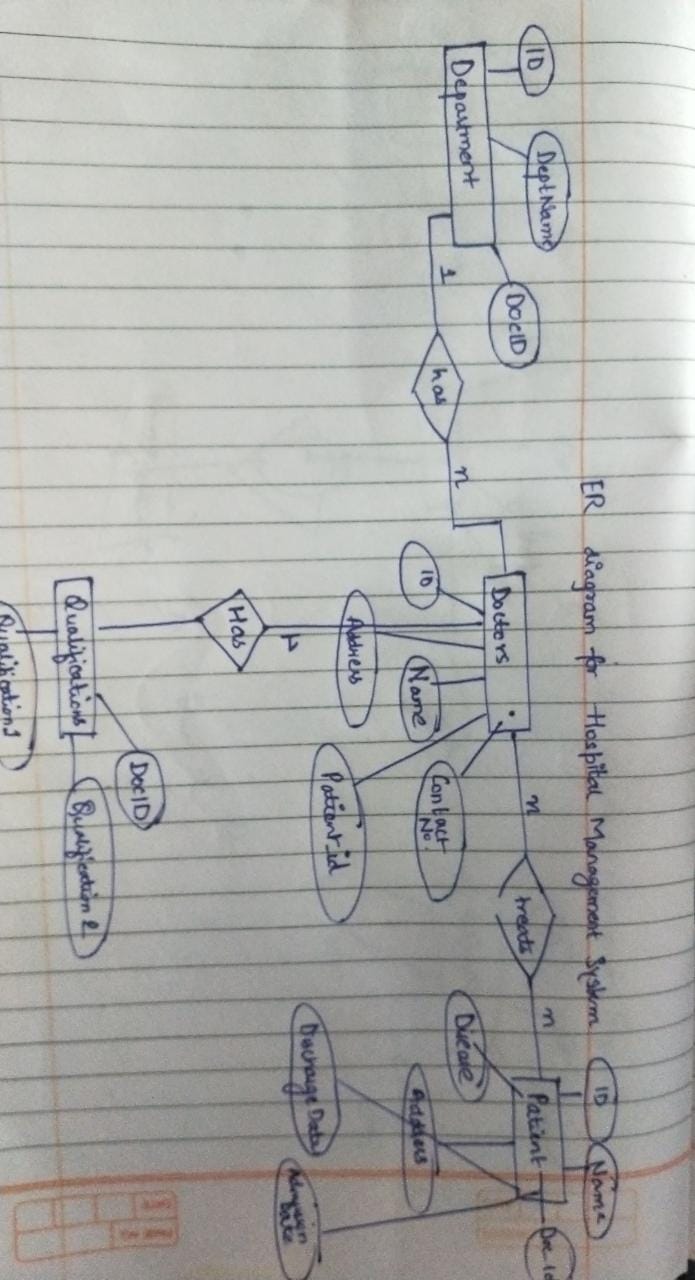 ER diagram for Hospital Management System
ID
DeptName
DocID
Department
1
has
n
Doctors
ID
Name
Address
Contact
No.
Patient_id
n
treats
n
Patient
ID
Name
Doc Id
Disease
Address
Discharge Date
Admission
Date
Has
Qualifications
DocID
Qualification 1
Qualification 2